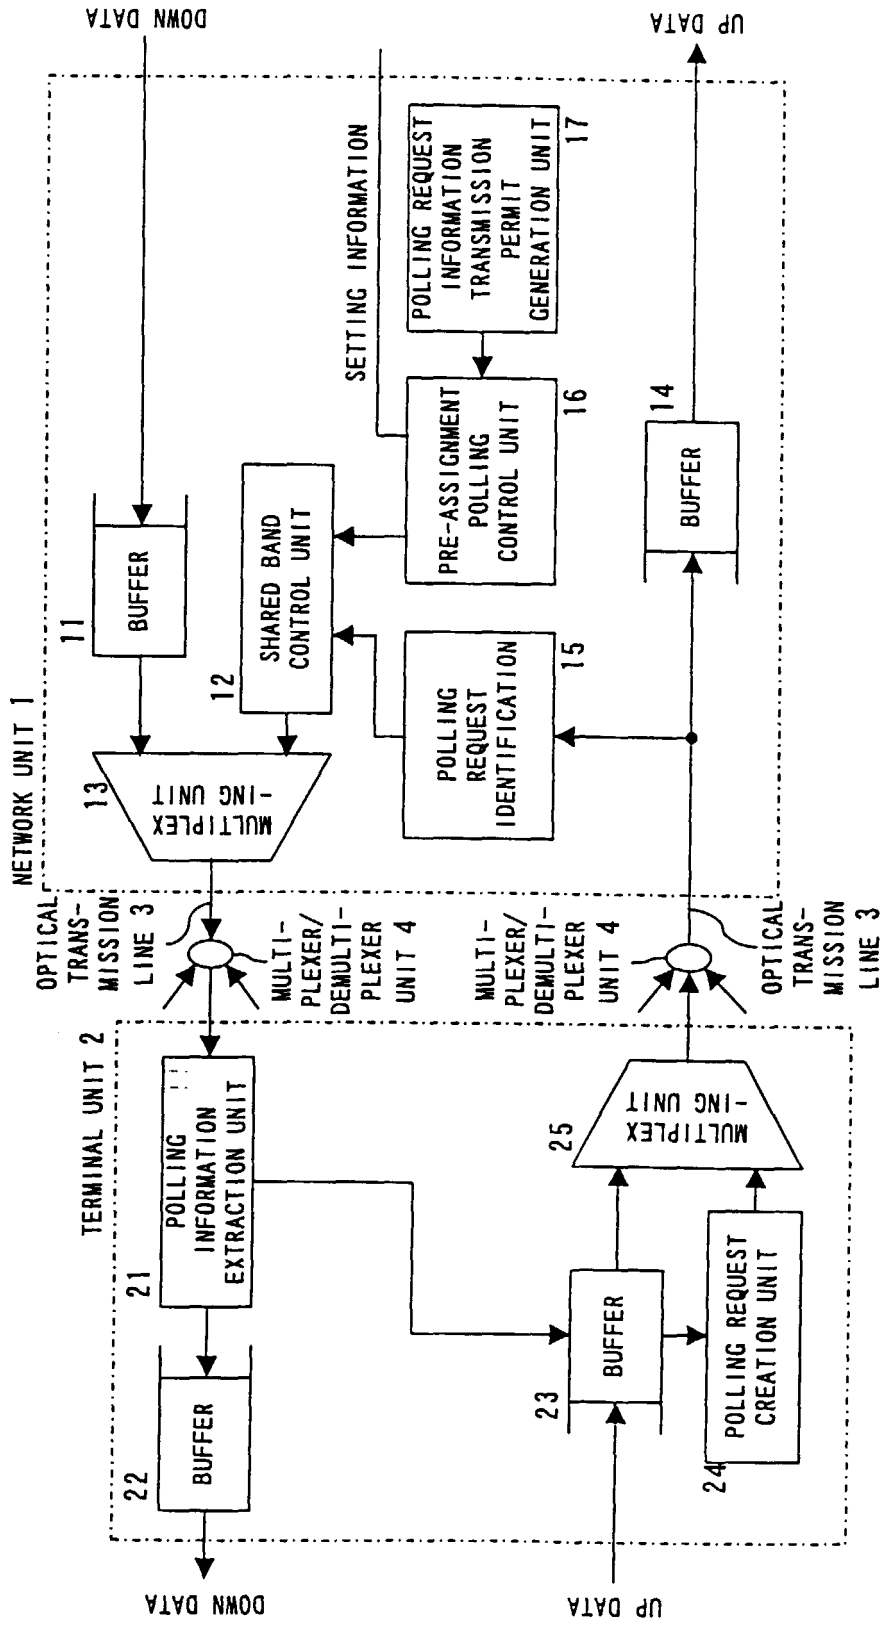 NETWORK UNIT 1
DOWN DATA
11
BUFFER
12
SHARED BAND
CONTROL UNIT
13
MULTIPLEX
-ING UNIT
SETTING INFORMATION
POLLING REQUEST
INFORMATION
TRANSMISSION
PERMIT
GENERATION UNIT
17
PRE-ASSIGNMENT
POLLING
CONTROL UNIT
16
POLLING
REQUEST
IDENTIFICATION
15
14
BUFFER
UP DATA
OPTICAL
TRANS-
MISSION
LINE 3
MULTI-
PLEXER/
DEMULTI-
PLEXER
UNIT 4
MULTI-
PLEXER/
DEMULTI-
PLEXER
UNIT 4
OPTICAL
TRANS-
MISSION
LINE 3
TERMINAL UNIT 2
21
POLLING
INFORMATION
EXTRACTION UNIT
22
BUFFER
DOWN DATA
25
MULTIPLEX
-ING UNIT
23
BUFFER
24
POLLING REQUEST
CREATION UNIT
UP DATA